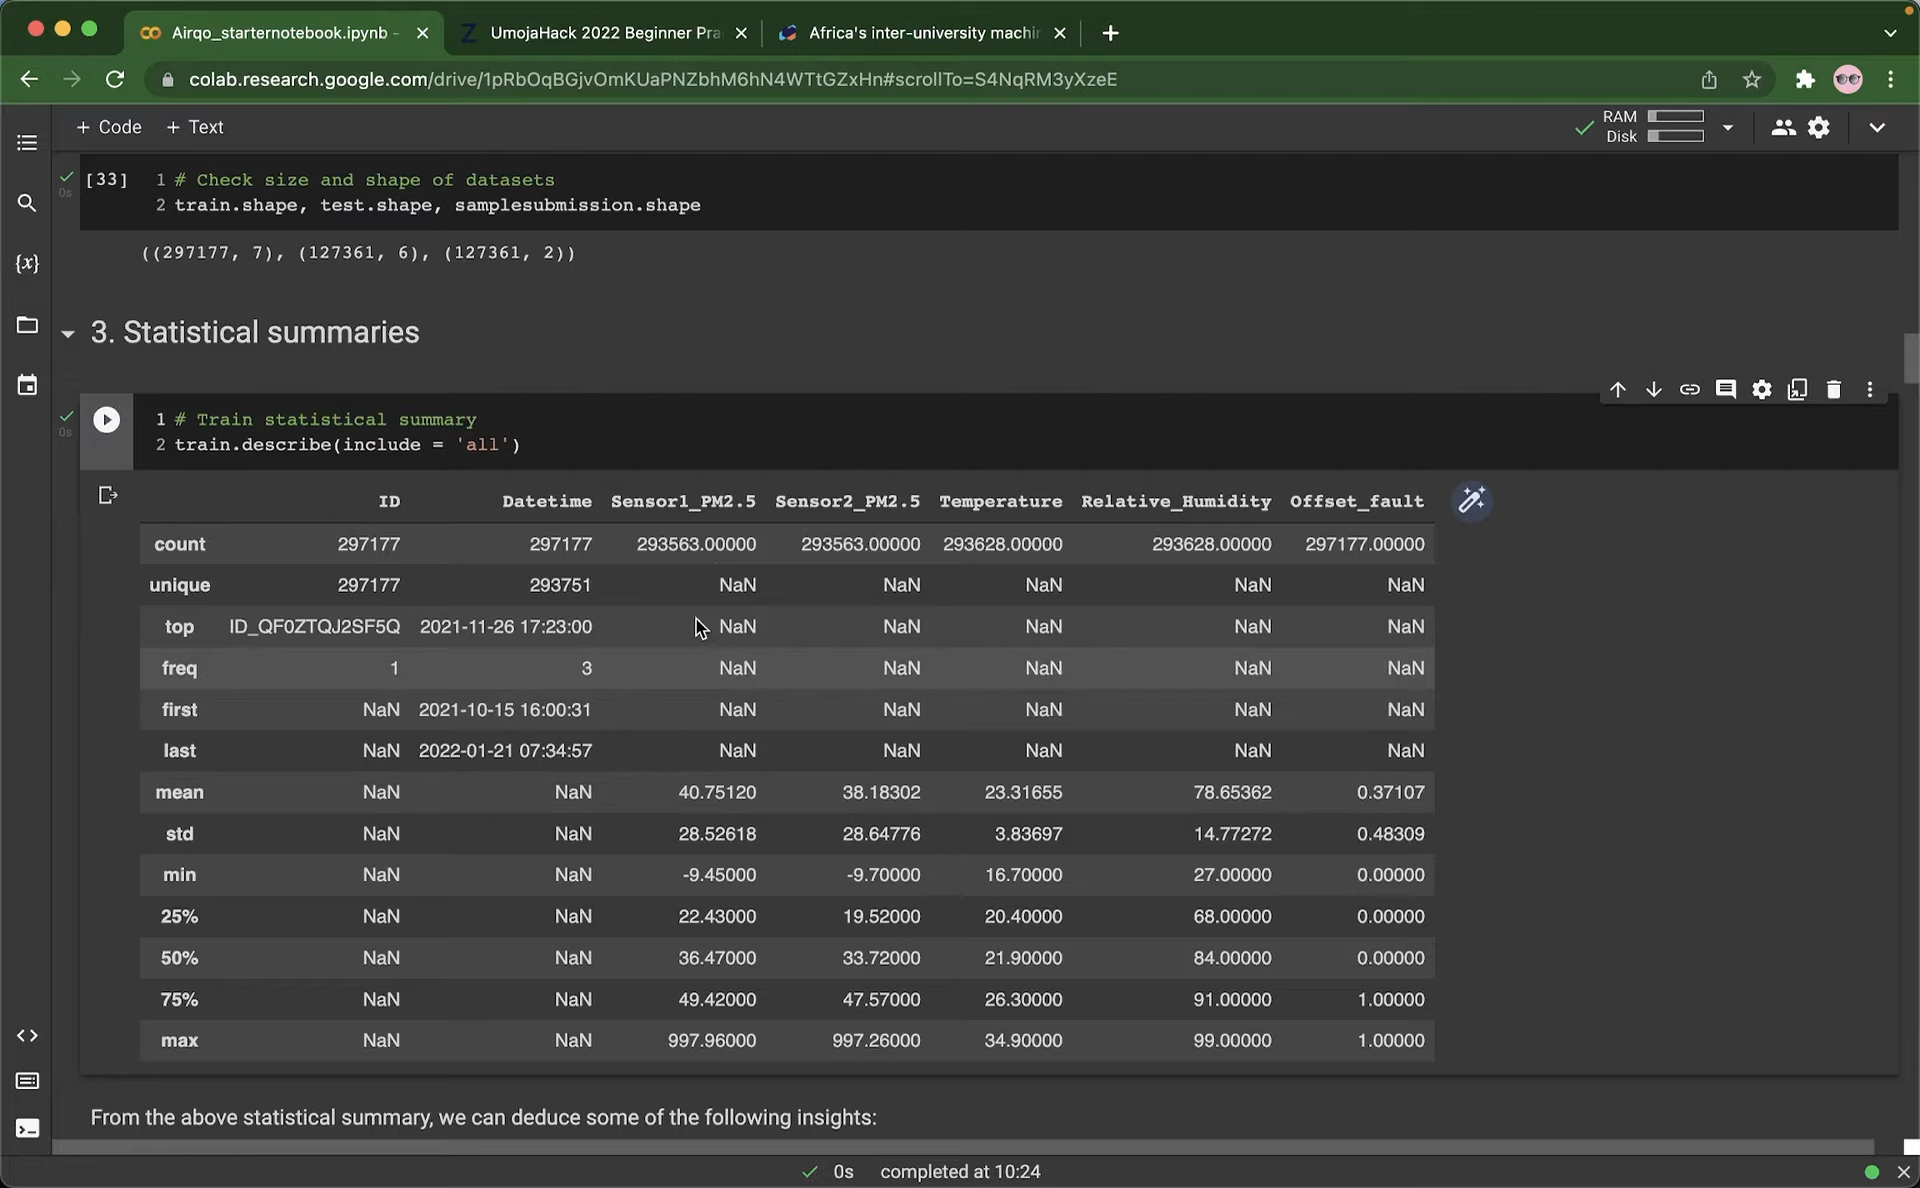 Airqo_starternotebook.ipynb -
UmojaHack 2022 Beginner Pra
Africa's inter-university machin
colab.research.google.com/drive/1pRbOqBGjvOmKUaPNZbhM6hN4WTtGZxHn#scrollTo=S4NqRM3yXzeE
+ Code + Text
RAM
Disk
[33] 1 # Check size and shape of datasets
0s 2 train.shape, test.shape, samplesubmission.shape
((297177, 7), (127361, 6), (127361, 2))
{x}
3. Statistical summaries
1 # Train statistical summary
0s 2 train.describe(include = 'all')
ID Datetime Sensor1_PM2.5 Sensor2_PM2.5 Temperature Relative_Humidity Offset_fault
count 297177 297177 293563.00000 293563.00000 293628.00000 293628.00000 297177.00000
unique 297177 293751 NaN NaN NaN NaN NaN
top ID_QF0ZTQJ2SF5Q 2021-11-26 17:23:00 NaN NaN NaN NaN NaN
freq 1 3 NaN NaN NaN NaN NaN
first NaN 2021-10-15 16:00:31 NaN NaN NaN NaN NaN
last NaN 2022-01-21 07:34:57 NaN NaN NaN NaN NaN
mean NaN NaN 40.75120 38.18302 23.31655 78.65362 0.37107
std NaN NaN 28.52618 28.64776 3.83697 14.77272 0.48309
min NaN NaN -9.45000 -9.70000 16.70000 27.00000 0.00000
25% NaN NaN 22.43000 19.52000 20.40000 68.00000 0.00000
50% NaN NaN 36.47000 33.72000 21.90000 84.00000 0.00000
75% NaN NaN 49.42000 47.57000 26.30000 91.00000 1.00000
max NaN NaN 997.96000 997.26000 34.90000 99.00000 1.00000
From the above statistical summary, we can deduce some of the following insights:
0s completed at 10:24